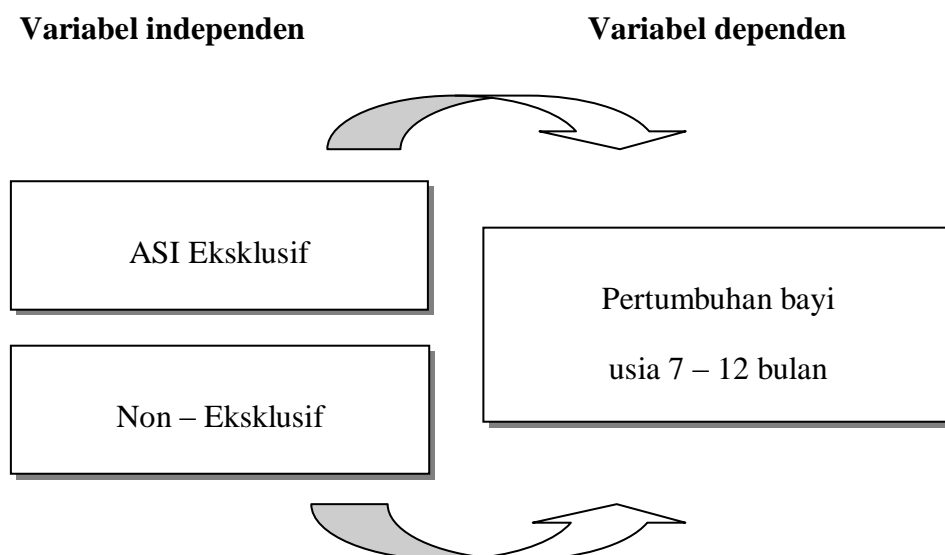 Variabel independen
Variabel dependen
ASI Eksklusif
Non – Eksklusif
Pertumbuhan bayi
usia 7 – 12 bulan